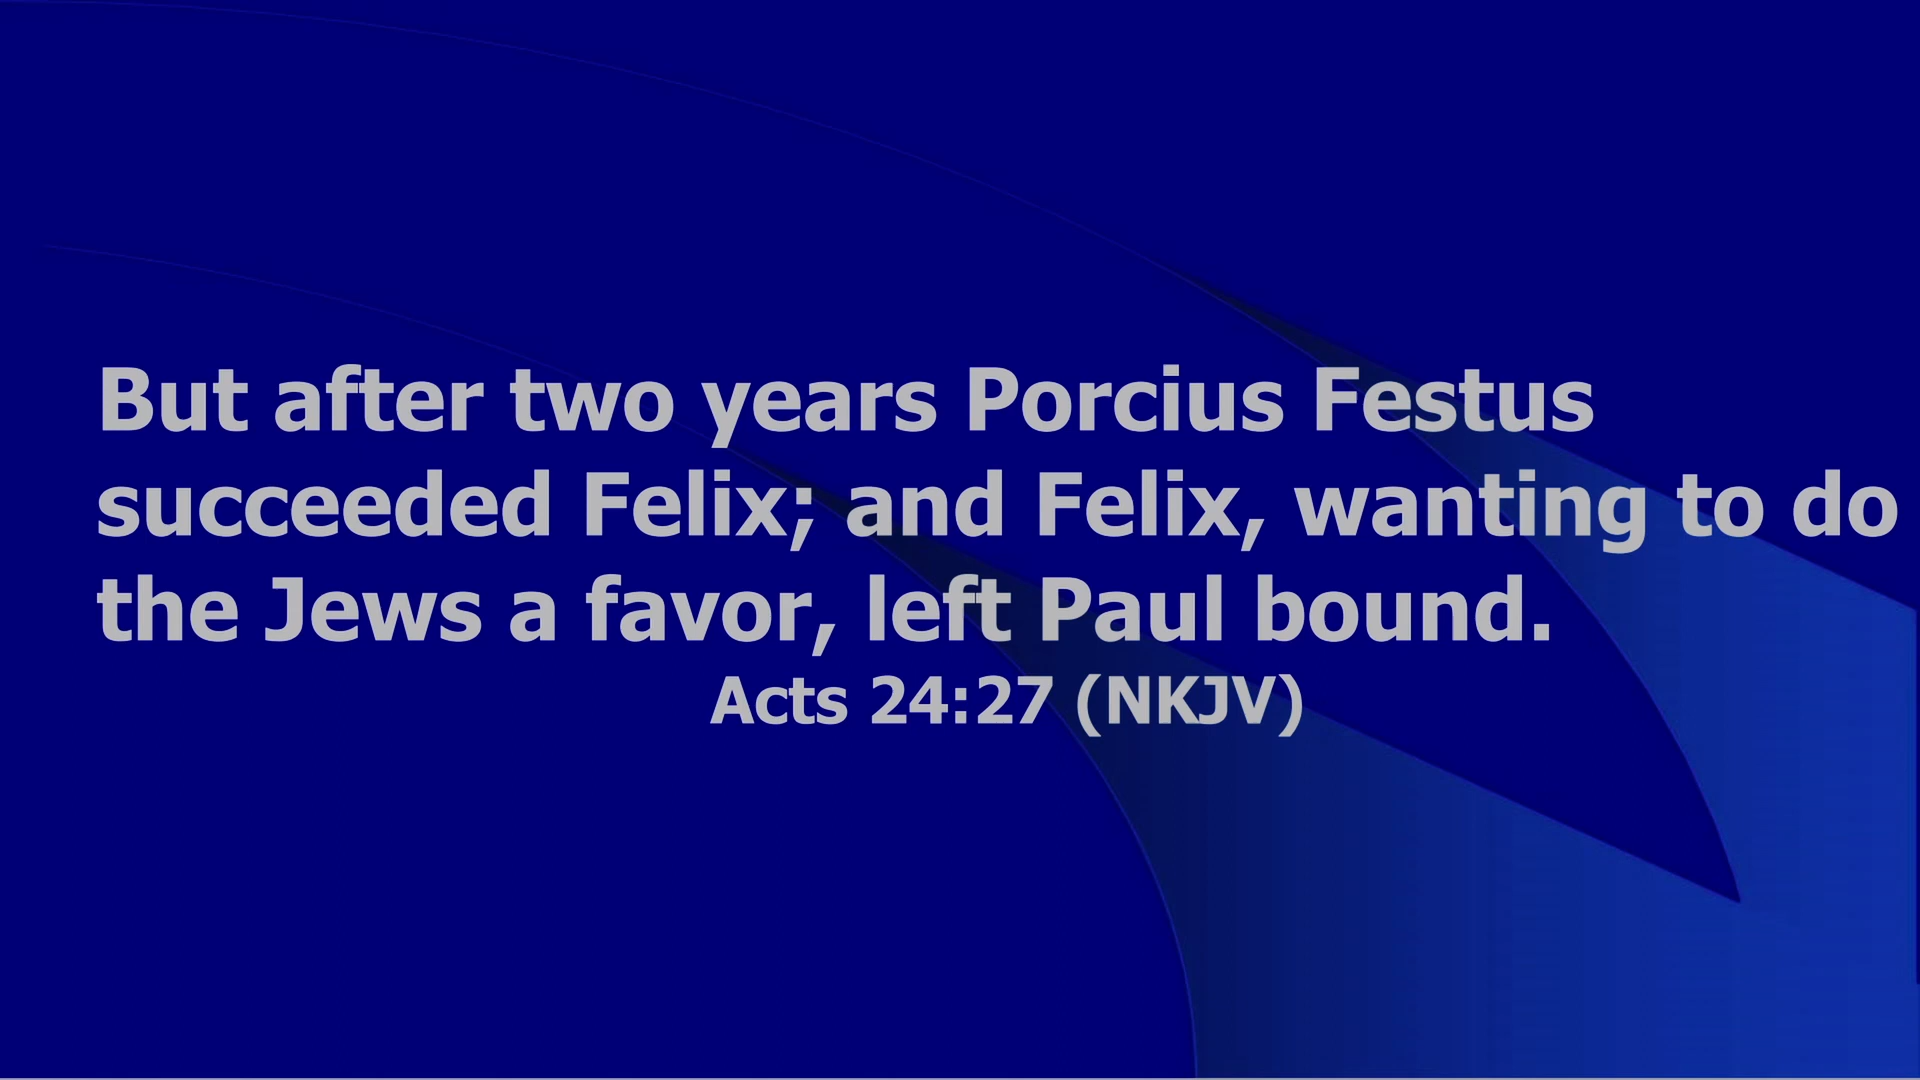 But after two years Porcius Festus
succeeded Felix; and Felix, wanting to do
the Jews a favor, left Paul bound.
Acts 24:27 (NKJV)